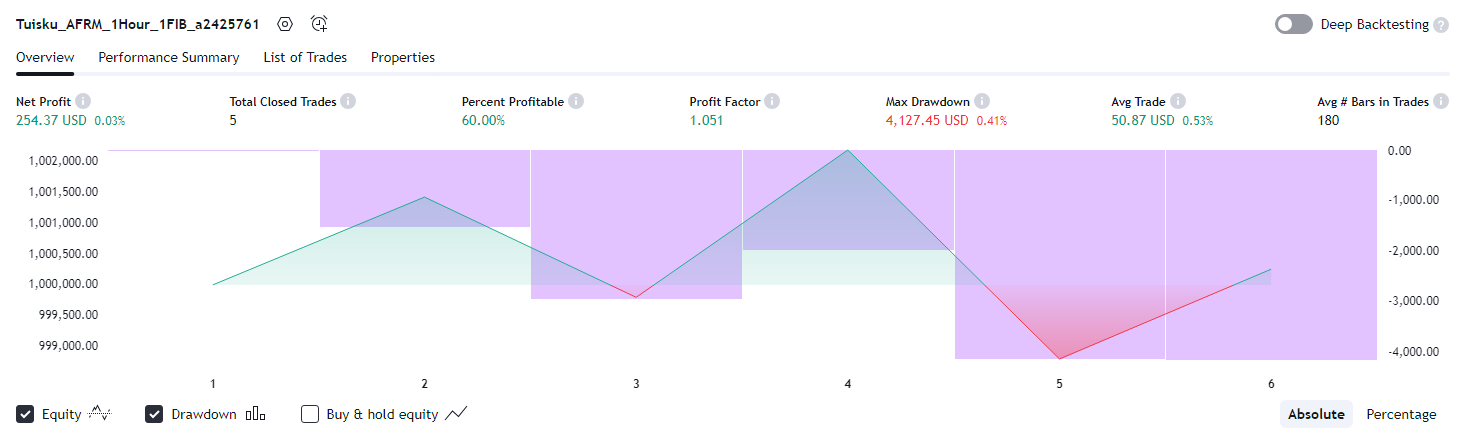 Tuisku_AFRM_1Hour_1FIB_a2425761 Deep Backtesting ?
Overview Performance Summary List of Trades Properties
Net Profit Total Closed Trades Percent Profitable Profit Factor Max Drawdown Avg Trade Avg # Bars in Trades
254.37 USD 0.03% 5 60.00% 1.051 4,127.45 USD 0.41% 50.87 USD 0.53% 180
1,002,000.00 0.00
1,001,500.00 -1,000.00
1,001,000.00
1,000,500.00 -2,000.00
1,000,000.00 -3,000.00
999,500.00
999,000.00 -4,000.00
1 2 3 4 5 6
Equity Drawdown Buy & hold equity Absolute Percentage